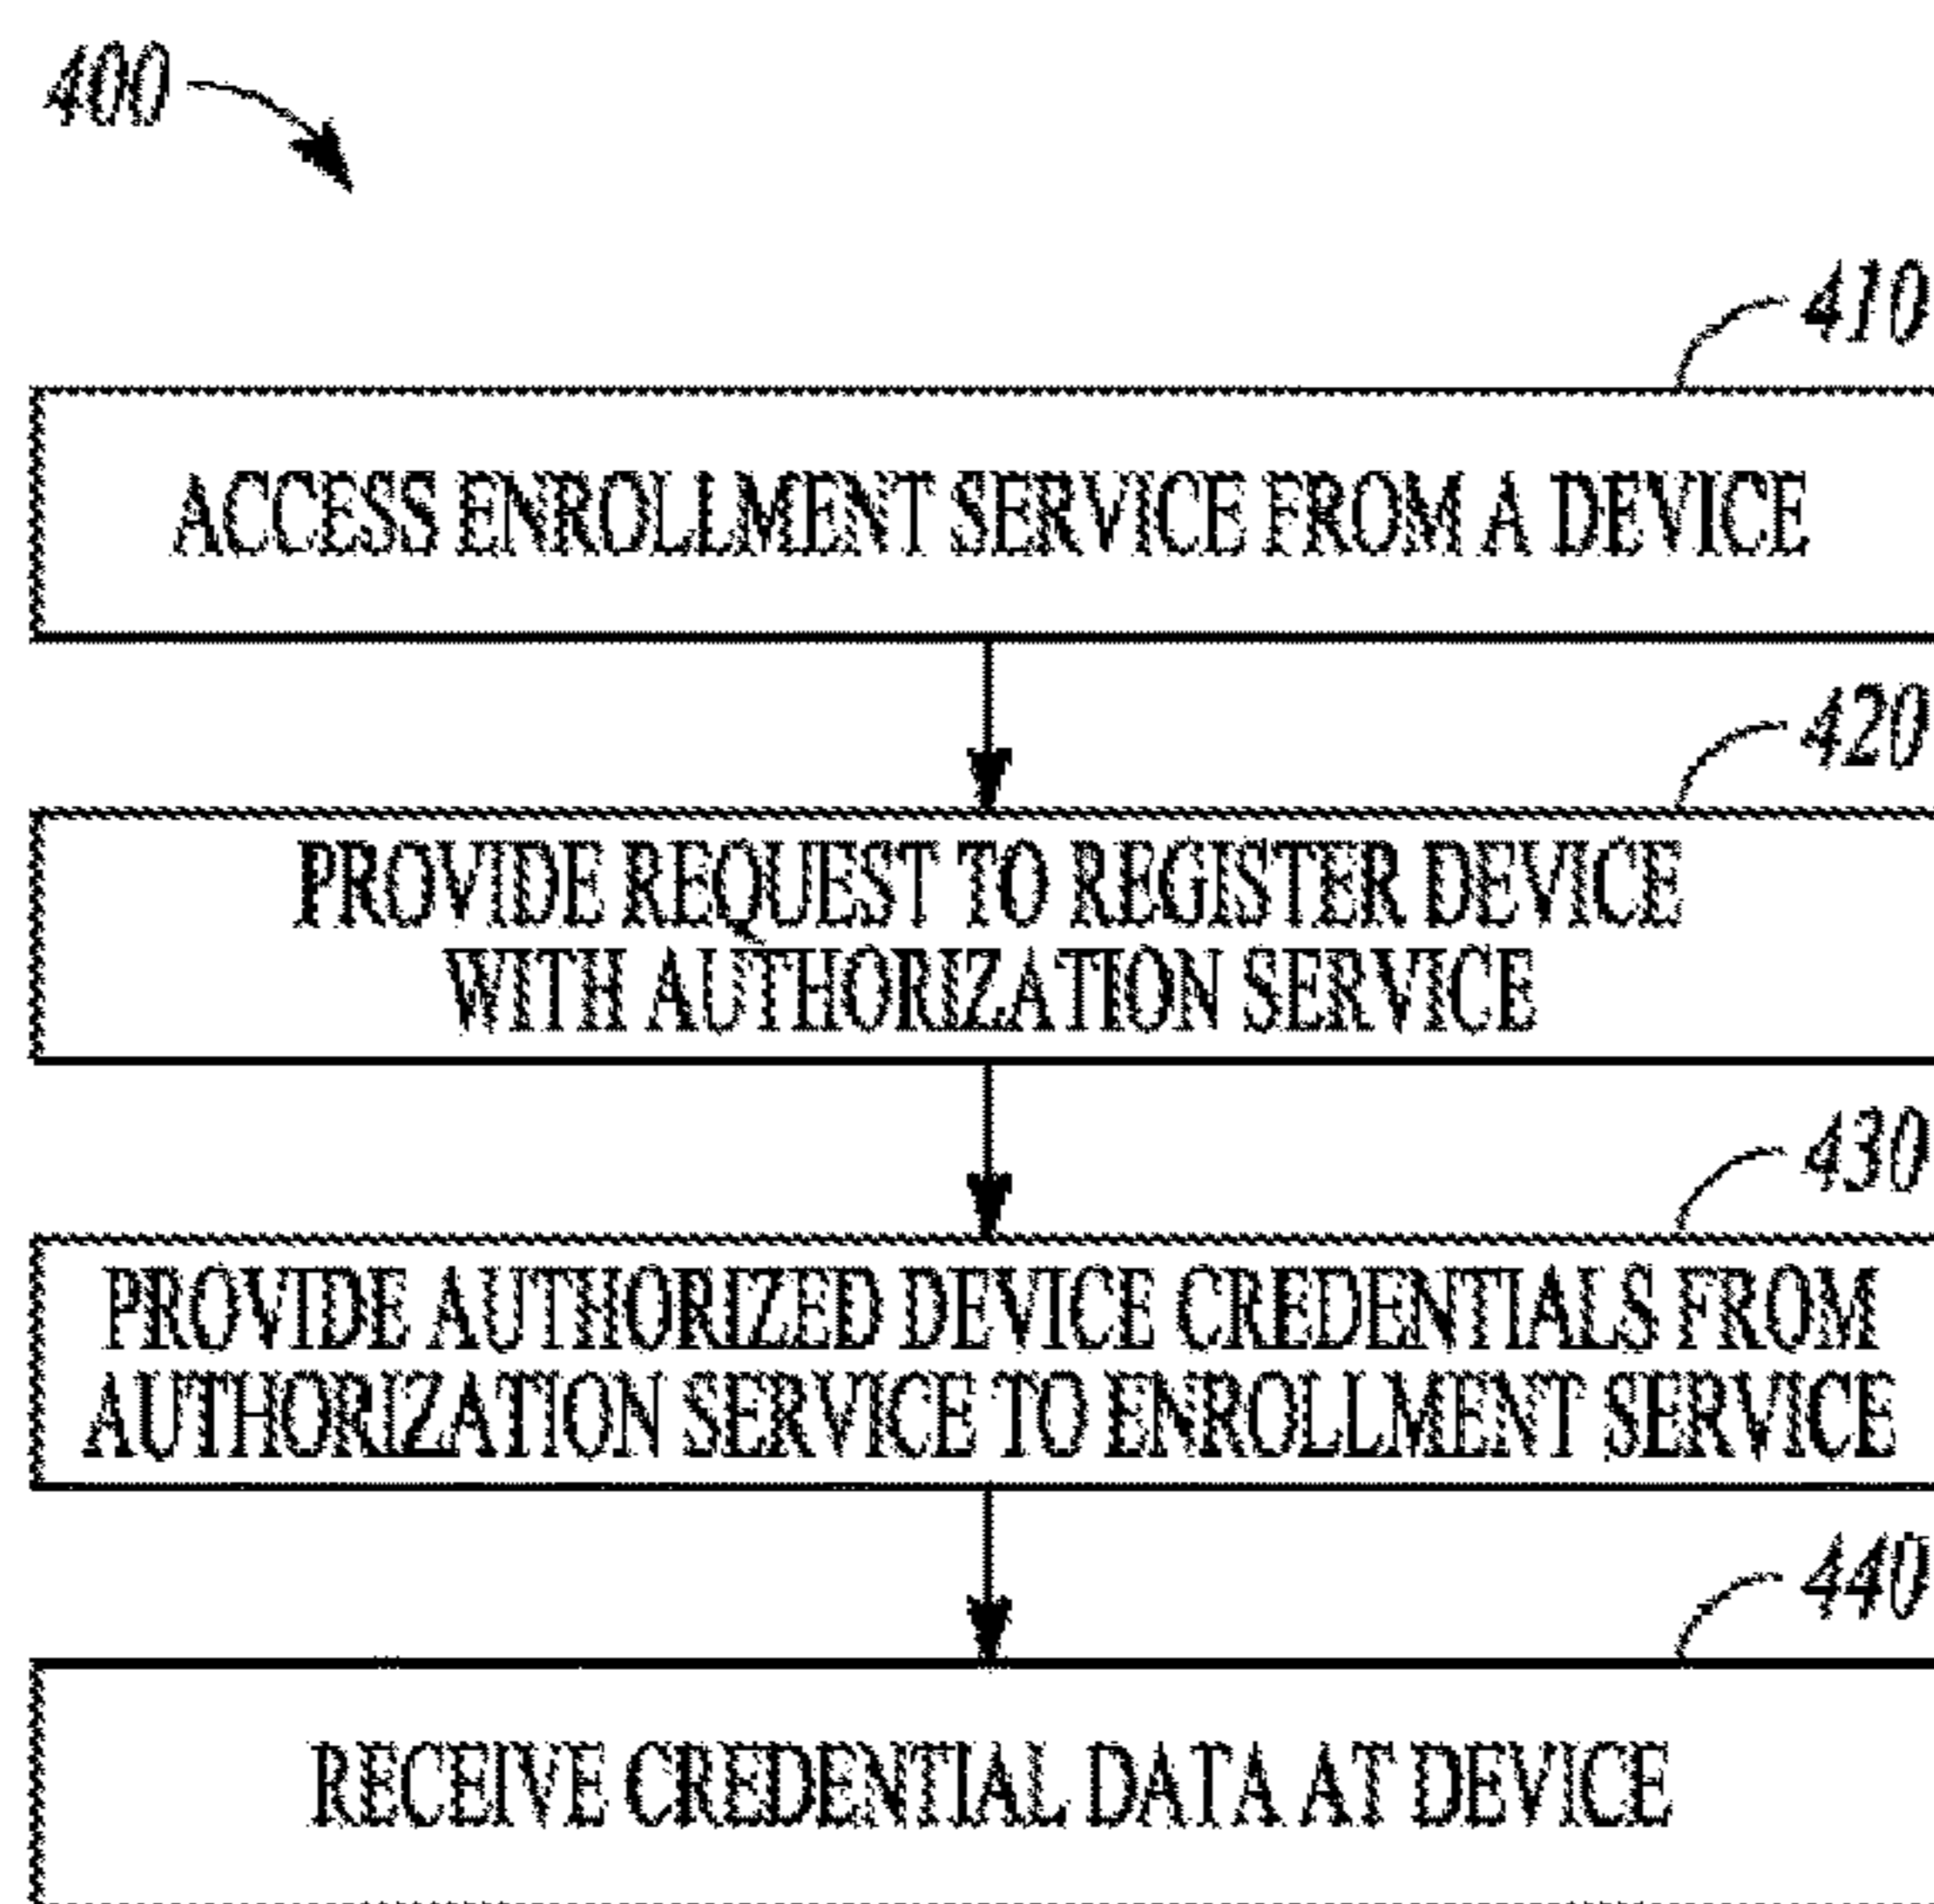 400
410
ACCESS ENROLLMENT SERVICE FROM A DEVICE
420
PROVIDE REQUEST TO REGISTER DEVICE
WITH AUTHORIZATION SERVICE
430
PROVIDE AUTHORIZED DEVICE CREDENTIALS FROM
AUTHORIZATION SERVICE TO ENROLLMENT SERVICE
440
RECEIVE CREDENTIAL DATA AT DEVICE